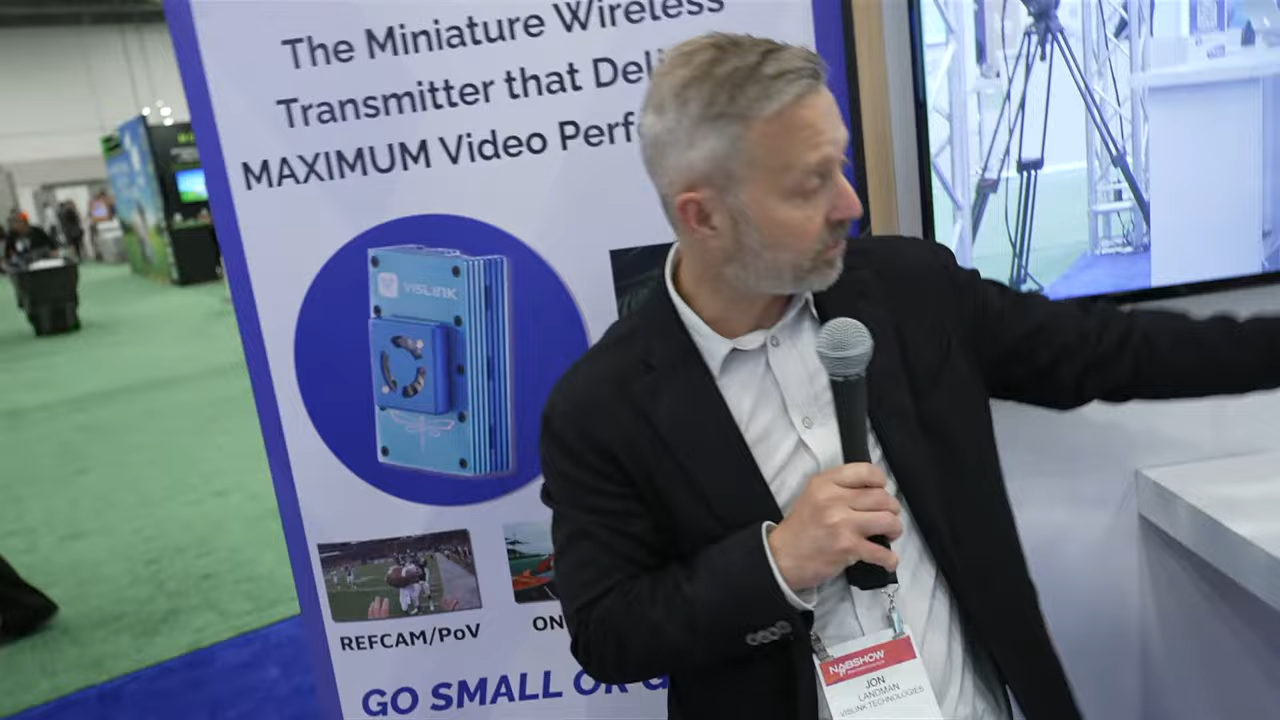 The Miniature Wireless
Transmitter that Deli
MAXIMUM Video Perf
VISLINK
REFCAM/PoV
ON
GO SMALL OR G
NABSHOW
JON
LANDMAN
VISLINK TECHNOLOGIES